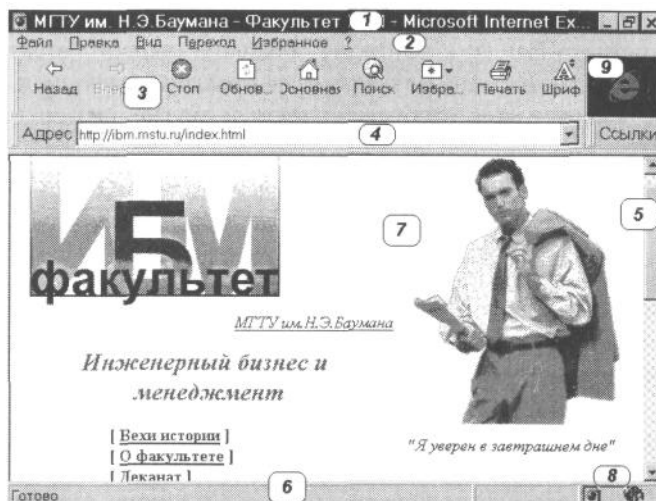 МГТУ им. Н.Э.Баумана - Факультет 1 - Microsoft Internet Ex...
Файл Правка Вид Переход Избранное ? 2
9
Назад 3 Стоп Обнов... Основная Поиск Избра... Печать Шриф
Адрес http://ibm.mstu.ru/index.html 4 Ссылки
ИБМ
факультет
7
5
МГТУ им.Н.Э.Баумана
Инженерный бизнес и
менеджмент
[ Вехи истории ]
[ О факультете ]
[ Деканат ]
"Я уверен в завтрашнем дне"
Готово 6 8